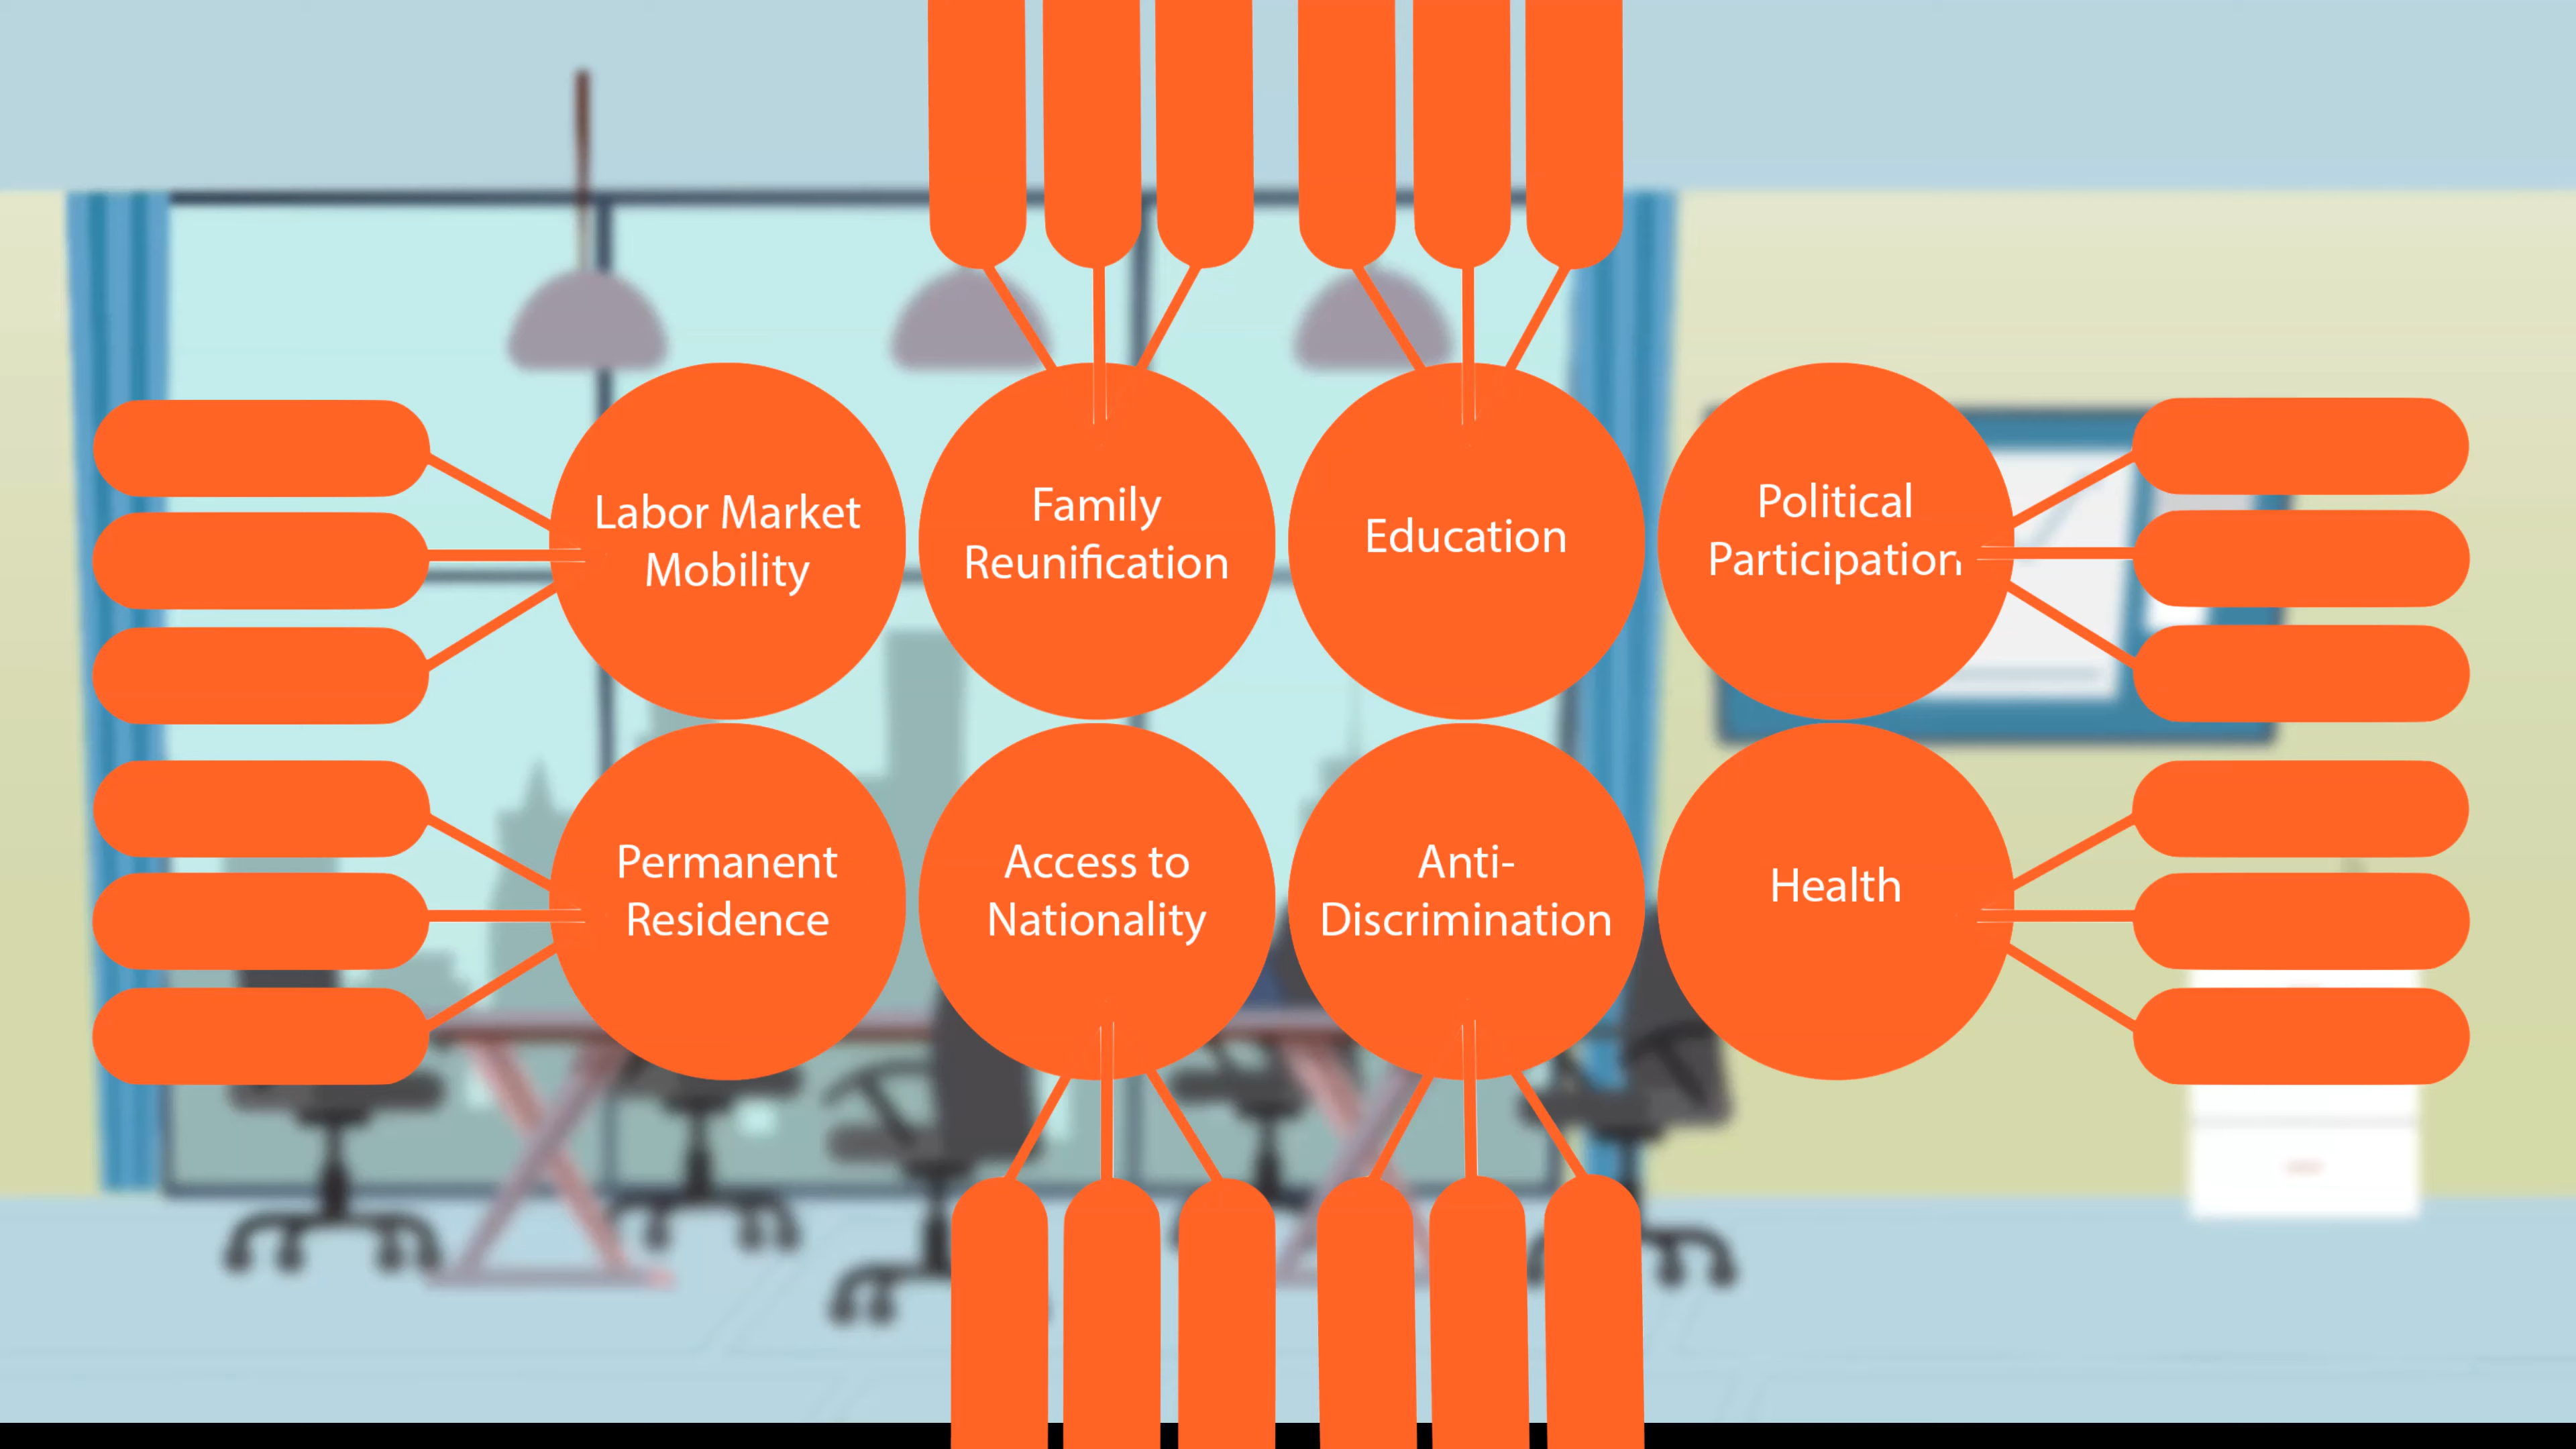 Labor Market
Mobility
Family
Reunification
Education
Political
Participation
Permanent
Residence
Access to
Nationality
Anti-
Discrimination
Health